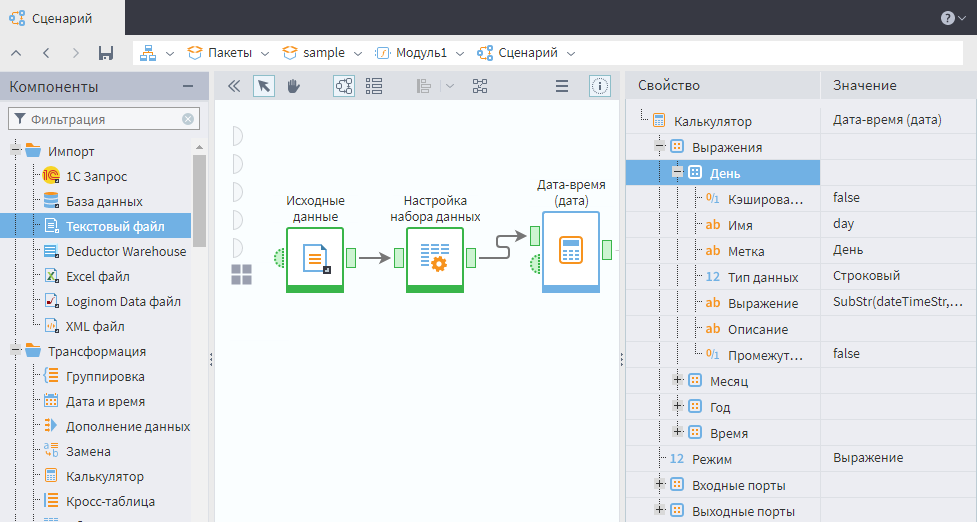 Сценарий
?
Пакеты
sample
Модуль1
Сценарий
Компоненты
Фильтрация
Импорт
1С Запрос
База данных
Текстовый файл
Deductor Warehouse
Excel файл
Loginom Data файл
XML файл
Трансформация
Группировка
Дата и время
Дополнение данных
Замена
Калькулятор
Кросс-таблица
Исходные
данные
Настройка
набора данных
Дата-время
(дата)
Свойство Значение
Калькулятор Дата-время (дата)
Выражения
День
0/1 Кэширова... false
ab Имя day
ab Метка День
12 Тип данных Строковый
ab Выражение SubStr(dateTimeStr,...
ab Описание
0/1 Промежут... false
Месяц
Год
Время
12 Режим Выражение
Входные порты
Выходные порты